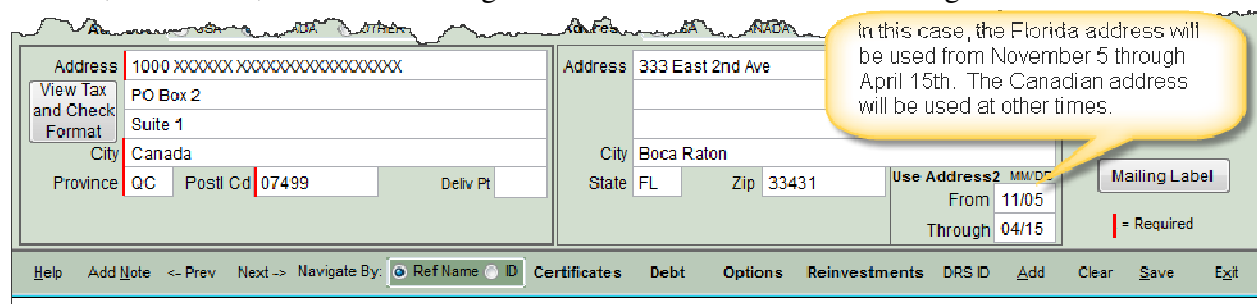 In this case, the Florida address will
be used from November 5 through
April 15th. The Canadian address
will be used at other times.
Address 1000 XXXXXX XXXXXXXXXXXXXXXXXXX
View Tax and Check Format
PO Box 2
Suite 1
City Canada
Province QC Postl Cd 07499 Deliv Pt
Address 333 East 2nd Ave
City Boca Raton
State FL Zip 33431
Use Address2 MM/DD
From 11/05
Through 04/15
Mailing Label
= Required
Help Add Note <- Prev Next -> Navigate By: Ref Name ID Certificates Debt Options Reinvestments DRS ID Add Clear Save Exit